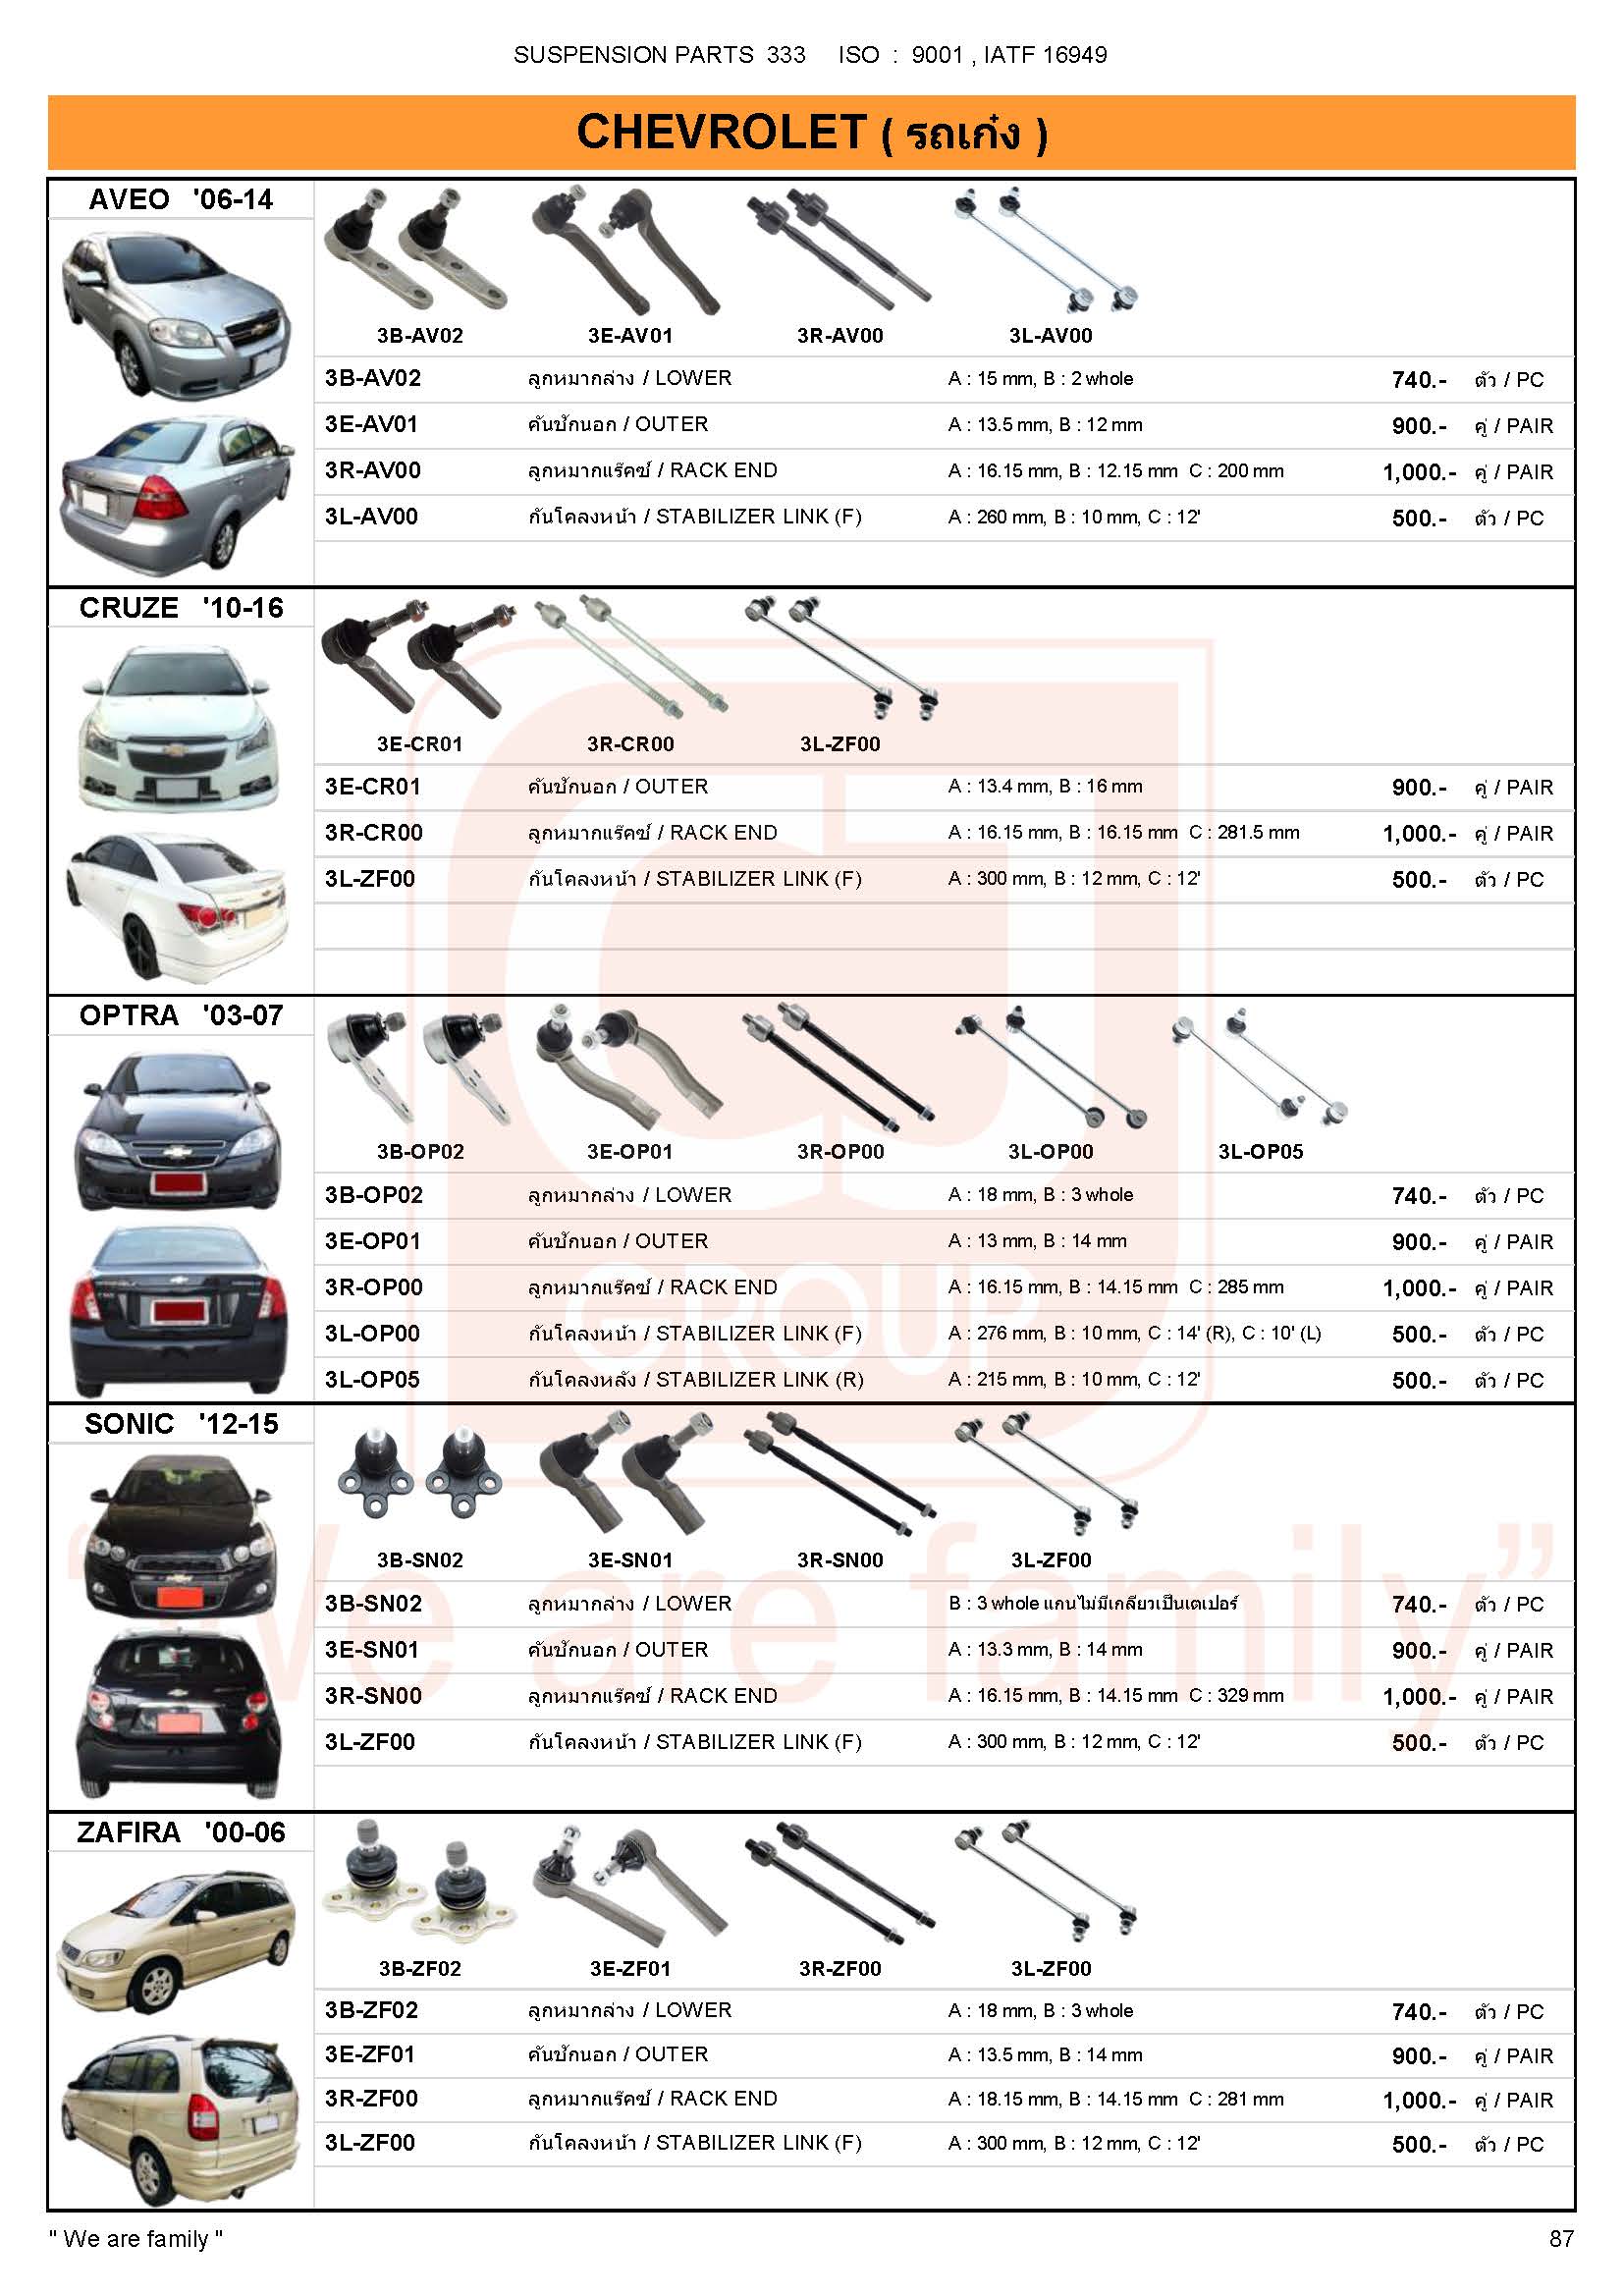 SUSPENSION PARTS 333 ISO : 9001 , IATF 16949
CHEVROLET ( รถเก๋ง )
AVEO '06-14
3B-AV02 3E-AV01 3R-AV00 3L-AV00
3B-AV02 ลูกหมากล่าง / LOWER A : 15 mm, B : 2 whole 740.- ตัว / PC
3E-AV01 คันชักนอก / OUTER A : 13.5 mm, B : 12 mm 900.- คู่ / PAIR
3R-AV00 ลูกหมากแร๊คซ์ / RACK END A : 16.15 mm, B : 12.15 mm C : 200 mm 1,000.- คู่ / PAIR
3L-AV00 กันโคลงหน้า / STABILIZER LINK (F) A : 260 mm, B : 10 mm, C : 12' 500.- ตัว / PC
CRUZE '10-16
3E-CR01 3R-CR00 3L-ZF00
3E-CR01 คันชักนอก / OUTER A : 13.4 mm, B : 16 mm 900.- คู่ / PAIR
3R-CR00 ลูกหมากแร๊คซ์ / RACK END A : 16.15 mm, B : 16.15 mm C : 281.5 mm 1,000.- คู่ / PAIR
3L-ZF00 กันโคลงหน้า / STABILIZER LINK (F) A : 300 mm, B : 12 mm, C : 12' 500.- ตัว / PC
OPTRA '03-07
3B-OP02 3E-OP01 3R-OP00 3L-OP00 3L-OP05
3B-OP02 ลูกหมากล่าง / LOWER A : 18 mm, B : 3 whole 740.- ตัว / PC
3E-OP01 คันชักนอก / OUTER A : 13 mm, B : 14 mm 900.- คู่ / PAIR
3R-OP00 ลูกหมากแร๊คซ์ / RACK END A : 16.15 mm, B : 14.15 mm C : 285 mm 1,000.- คู่ / PAIR
3L-OP00 กันโคลงหน้า / STABILIZER LINK (F) A : 276 mm, B : 10 mm, C : 14' (R), C : 10' (L) 500.- ตัว / PC
3L-OP05 กันโคลงหลัง / STABILIZER LINK (R) A : 215 mm, B : 10 mm, C : 12' 500.- ตัว / PC
GROUP
SONIC '12-15
3B-SN02 3E-SN01 3R-SN00 3L-ZF00
3B-SN02 ลูกหมากล่าง / LOWER B : 3 whole แกนไม่มีเกลียวเป็นเตเปอร์ 740.- ตัว / PC
3E-SN01 คันชักนอก / OUTER A : 13.3 mm, B : 14 mm 900.- คู่ / PAIR
3R-SN00 ลูกหมากแร๊คซ์ / RACK END A : 16.15 mm, B : 14.15 mm C : 329 mm 1,000.- คู่ / PAIR
3L-ZF00 กันโคลงหน้า / STABILIZER LINK (F) A : 300 mm, B : 12 mm, C : 12' 500.- ตัว / PC
“We are family”
ZAFIRA '00-06
3B-ZF02 3E-ZF01 3R-ZF00 3L-ZF00
3B-ZF02 ลูกหมากล่าง / LOWER A : 18 mm, B : 3 whole 740.- ตัว / PC
3E-ZF01 คันชักนอก / OUTER A : 13.5 mm, B : 14 mm 900.- คู่ / PAIR
3R-ZF00 ลูกหมากแร๊คซ์ / RACK END A : 18.15 mm, B : 14.15 mm C : 281 mm 1,000.- คู่ / PAIR
3L-ZF00 กันโคลงหน้า / STABILIZER LINK (F) A : 300 mm, B : 12 mm, C : 12' 500.- ตัว / PC
" We are family " 87